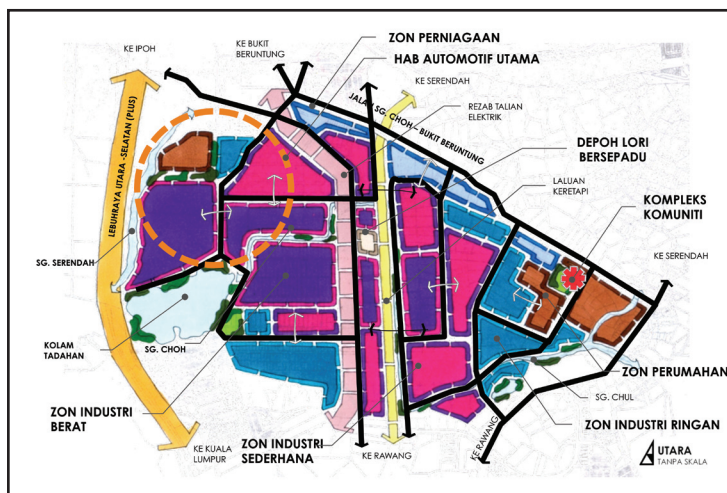 KE IPOH
KE BUKIT
BERUNTUNG
ZON PERNIAGAAN
HAB AUTOMOTIF UTAMA
KE SERENDAH
JALAN SG. CHOH – BUKIT BERUNTUNG
REZAB TALIAN
ELEKTRIK
DEPOH LORI
BERSEPADU
LALUAN
KERETAPI
KOMPLEKS
KOMUNITI
KE SERENDAH
LEBUHRAYA UTARA -SELATAN (PLUS)
SG. SERENDAH
KOLAM
TADAHAN
SG. CHOH
ZON INDUSTRI
BERAT
KE KUALA
LUMPUR
ZON INDUSTRI
SEDERHANA
KE RAWANG
KE RAWANG
ZON PERUMAHAN
SG. CHUL
ZON INDUSTRI RINGAN
UTARA
TANPA SKALA